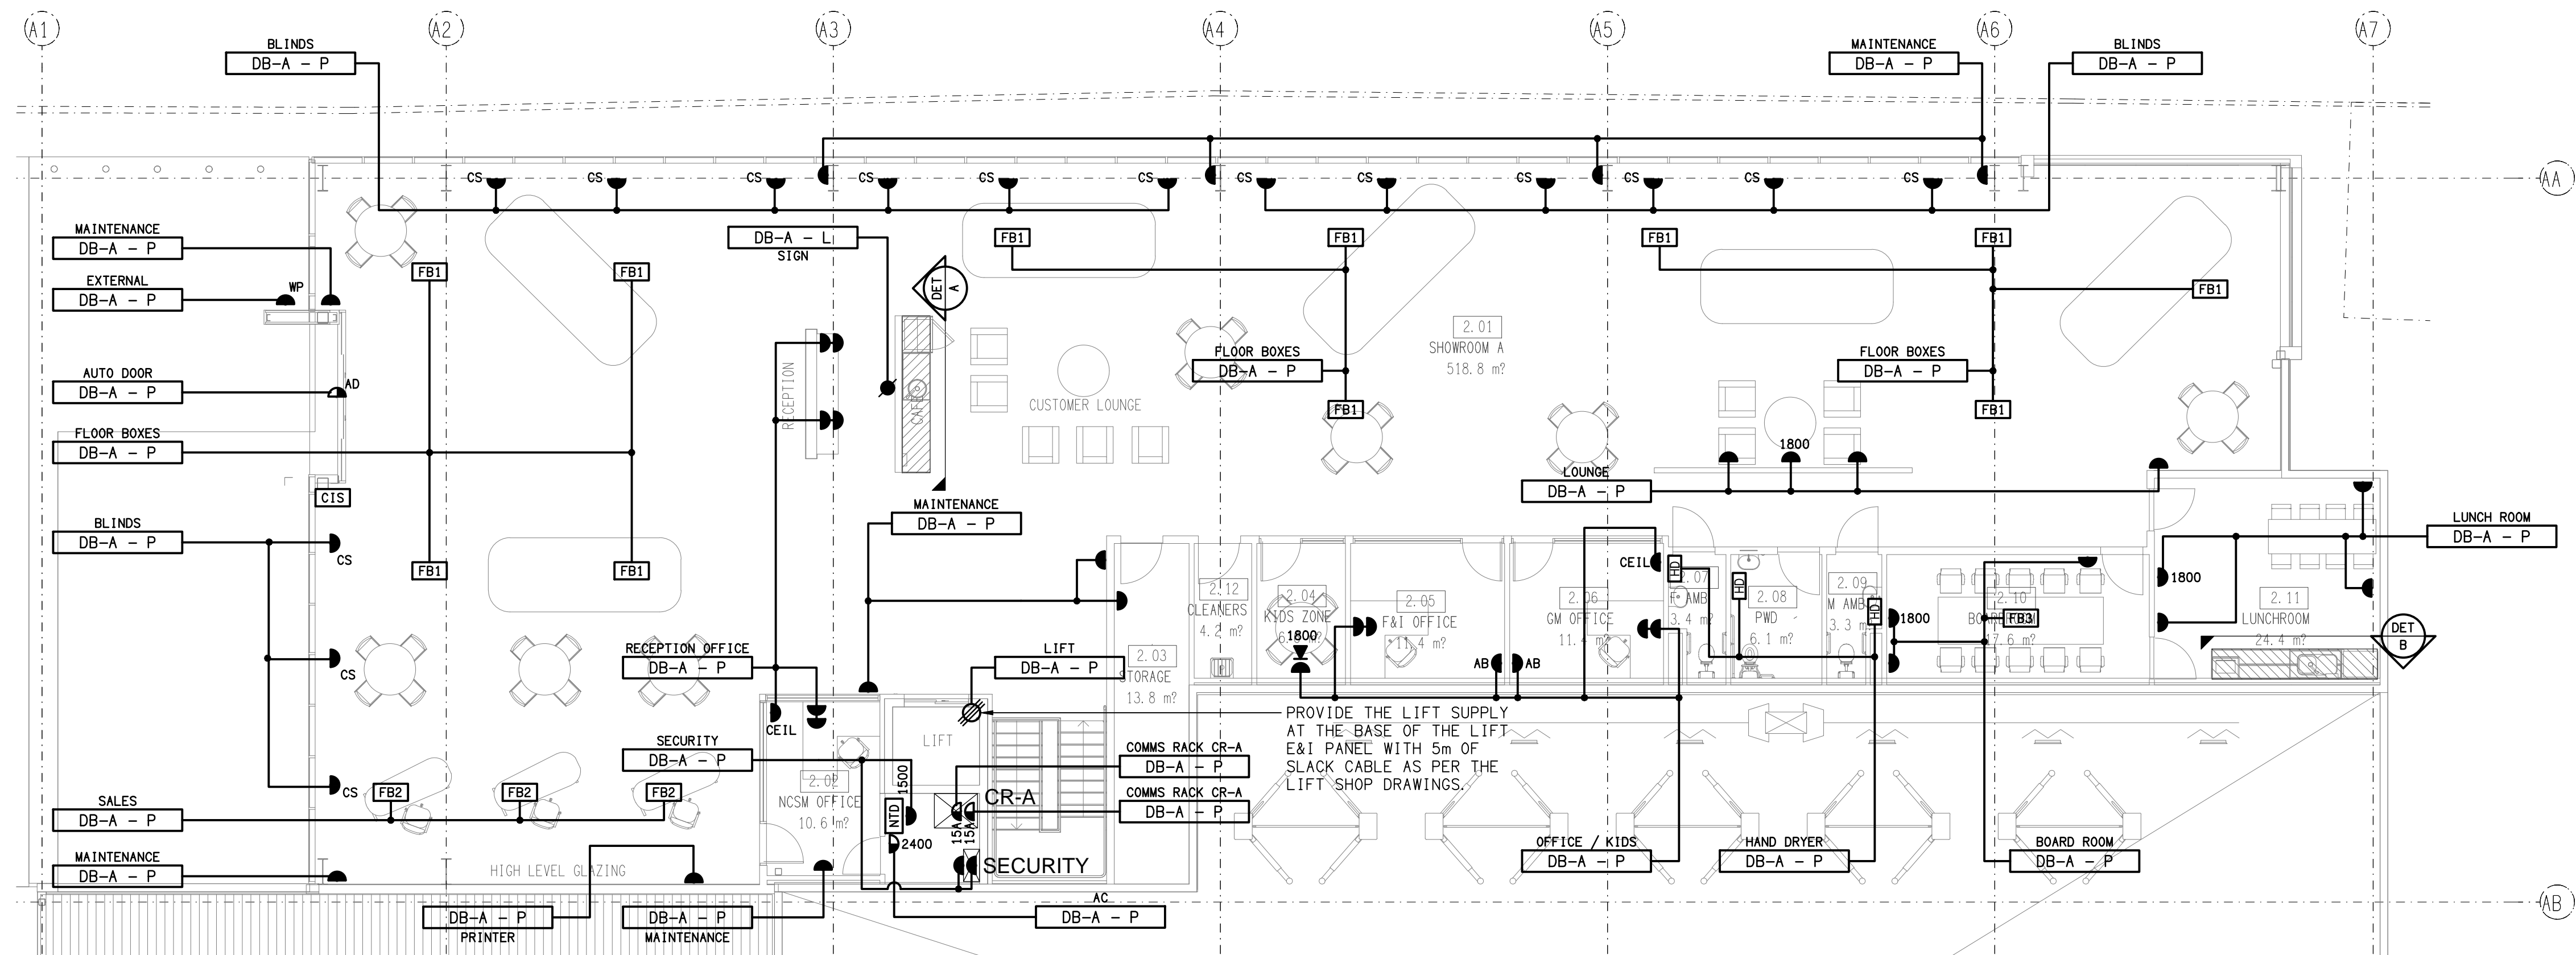 A1
A2
A3
A4
A5
A6
A7
BLINDS
DB-A - P
MAINTENANCE
DB-A - P
BLINDS
DB-A - P
AA
CS
CS
CS
CS
CS
CS
CS
CS
CS
CS
CS
CS
MAINTENANCE
DB-A - P
EXTERNAL
DB-A - P
WP
FB1
FB1
DB-A - L
SIGN
DET
A
FB1
FB1
FB1
FB1
FB1
2.01
SHOWROOM A
518.8 m?
FLOOR BOXES
DB-A - P
FLOOR BOXES
DB-A - P
AUTO DOOR
DB-A - P
AD
RECEPTION
CAFE
CUSTOMER LOUNGE
FB1
FB1
FLOOR BOXES
DB-A - P
1800
LOUNGE
DB-A - P
CIS
MAINTENANCE
DB-A - P
BLINDS
DB-A - P
CS
LUNCH ROOM
DB-A - P
FB1
FB1
CEIL
HD
2.07
F AMB
3.4 m?
HD
2.08
PWD
6.1 m?
2.09
M AMB
3.3 m
HD
1800
2.10
BOARDROOM
17.6 m?
FB3
1800
2.11
LUNCHROOM
24.4 m?
2.12
CLEANERS
4.2 m?
2.04
KIDS ZONE
1800
2.05
F&I OFFICE
11.4 m?
2.06
GM OFFICE
11.4 m?
AB
AB
DET
B
CS
RECEPTION OFFICE
DB-A - P
LIFT
DB-A - P
2.03
STORAGE
13.8 m?
CEIL
LIFT
PROVIDE THE LIFT SUPPLY
AT THE BASE OF THE LIFT
E&I PANEL WITH 5m OF
SLACK CABLE AS PER THE
LIFT SHOP DRAWINGS.
SECURITY
DB-A - P
COMMS RACK CR-A
DB-A - P
COMMS RACK CR-A
DB-A - P
CS
FB2
FB2
FB2
SALES
DB-A - P
2.02
NCSM OFFICE
10.6 m?
1500
NTD
2400
CR-A
15A
15A
SECURITY
OFFICE / KIDS
DB-A - P
HAND DRYER
DB-A - P
BOARD ROOM
DB-A - P
MAINTENANCE
DB-A - P
HIGH LEVEL GLAZING
DB-A - P
PRINTER
DB-A - P
MAINTENANCE
AC
DB-A - P
AB